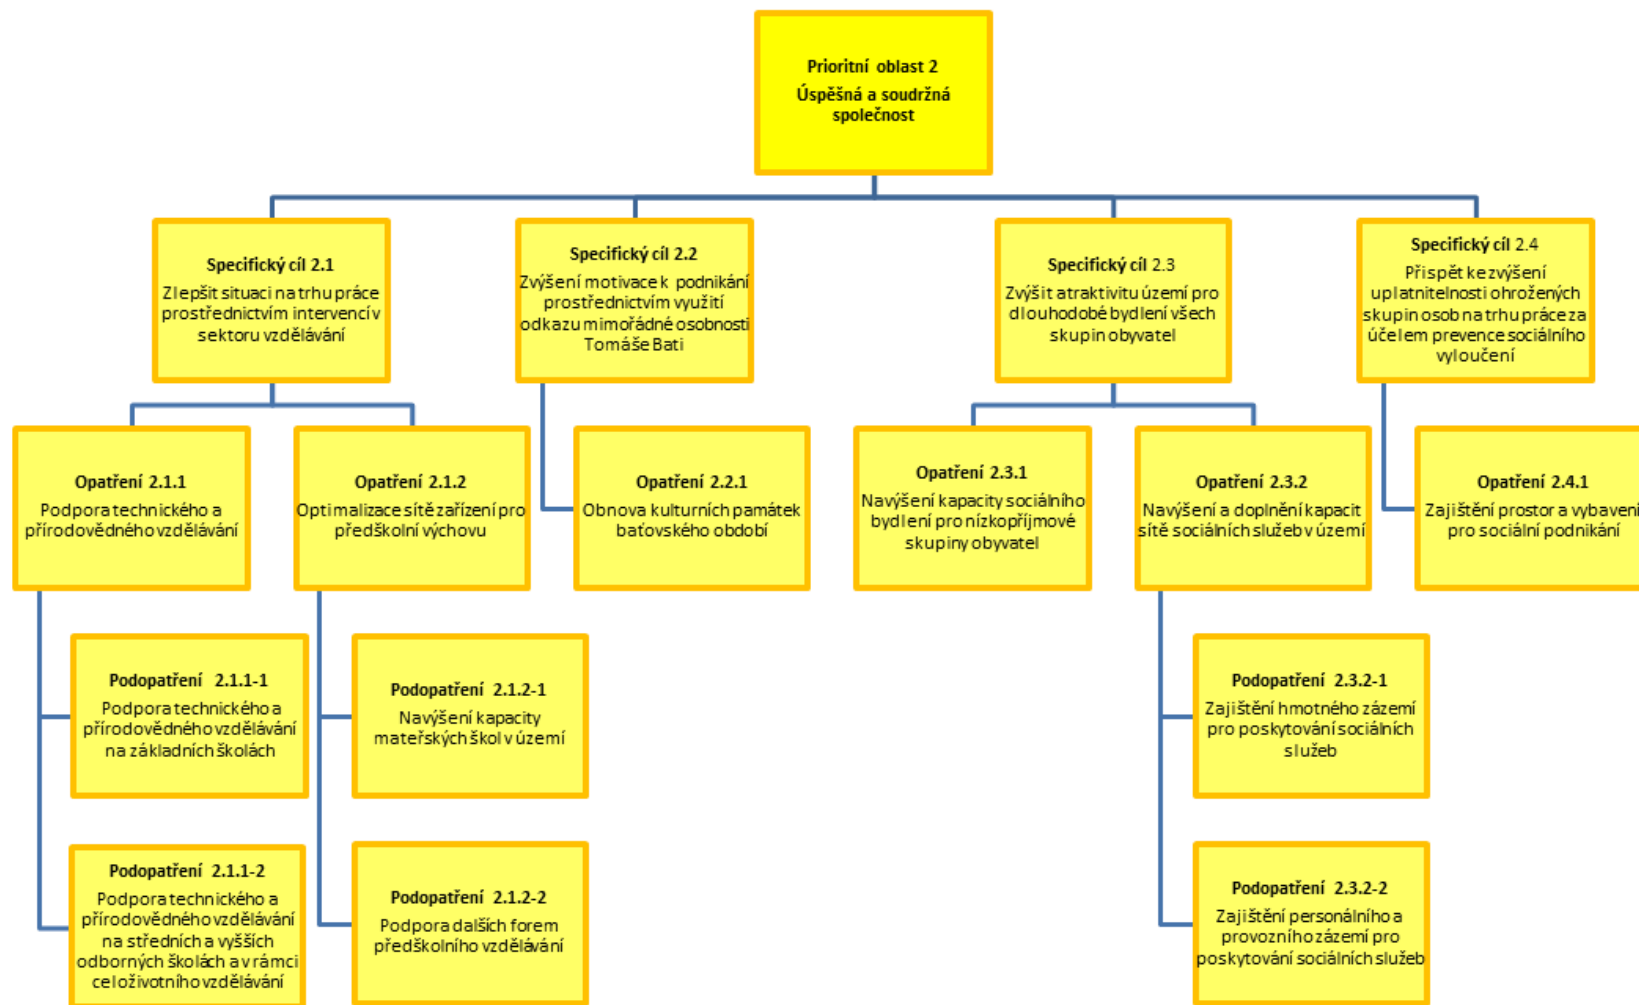 Prioritní oblast 2
Úspěšná a soudržná
společnost
Specifický cíl 2.1
Zlepšit situaci na trhu práce
prostřednictvím intervencí v
sektoru vzdělávání
Specifický cíl 2.2
Zvýšení motivace k podnikání
prostřednictvím využití
odkazu mimořádné osobnosti
Tomáše Bati
Specifický cíl 2.3
Zvýšit atraktivitu území pro
dlouhodobé bydlení všech
skupin obyvatel
Specifický cíl 2.4
Přispět ke zvýšení
uplatnitelnosti ohrožených
skupin osob na trhu práce za
účelem prevence sociálního
vyloučení
Opatření 2.1.1
Podpora technického a
přírodovědného vzdělávání
Opatření 2.1.2
Optimalizace sítě zařízení pro
předškolní výchovu
Opatření 2.2.1
Obnova kulturních památek
baťovského období
Opatření 2.3.1
Navýšení kapacity sociálního
bydlení pro nízkopříjmové
skupiny obyvatel
Opatření 2.3.2
Navýšení a doplnění kapacit
sítě sociálních služeb v území
Opatření 2.4.1
Zajištění prostor a vybavení
pro sociální podnikání
Podopatření 2.1.1-1
Podpora technického a
přírodovědného vzdělávání
na základních školách
Podopatření 2.1.2-1
Navýšení kapacity
mateřských škol v území
Podopatření 2.3.2-1
Zajištění hmotného zázemí
pro poskytování sociálních
služeb
Podopatření 2.1.1-2
Podpora technického a
přírodovědného vzdělávání
na středních a vyšších
odborných školách a v rámci
celoživotního vzdělávání
Podopatření 2.1.2-2
Podpora dalších forem
předškolního vzdělávání
Podopatření 2.3.2-2
Zajištění personálního a
provozního zázemí pro
poskytování sociálních služeb